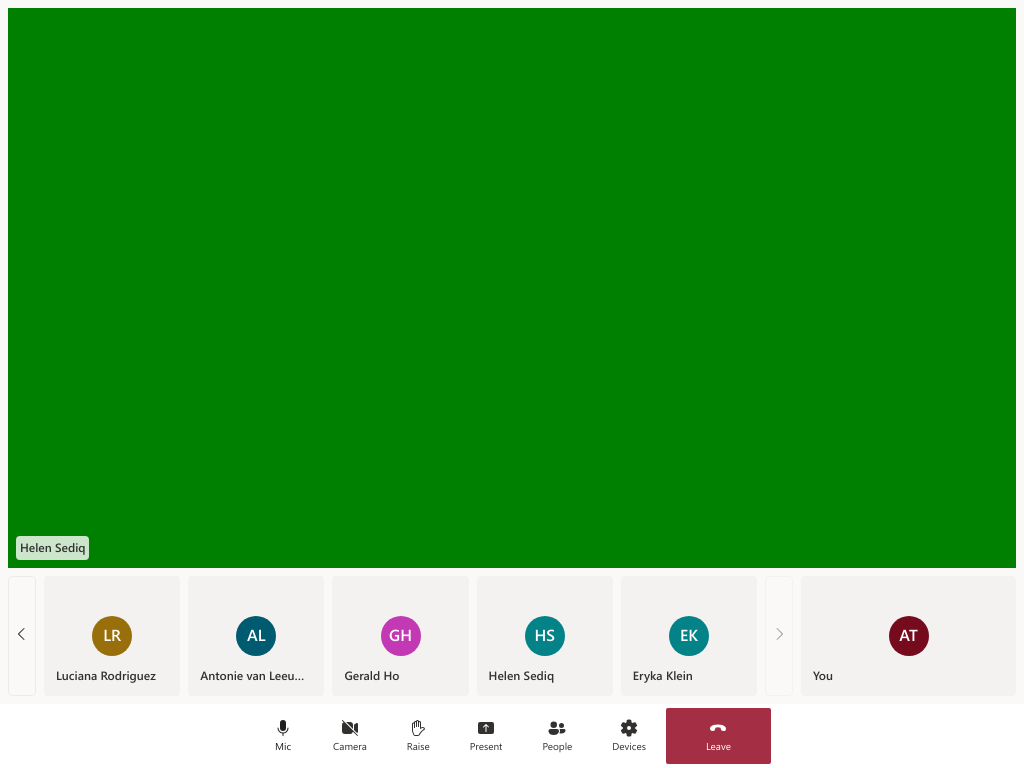 Helen Sediq
LR
Luciana Rodriguez
AL
Antonie van Leeu...
GH
Gerald Ho
HS
Helen Sediq
EK
Eryka Klein
AT
You
Mic
Camera
Raise
Present
People
Devices
Leave